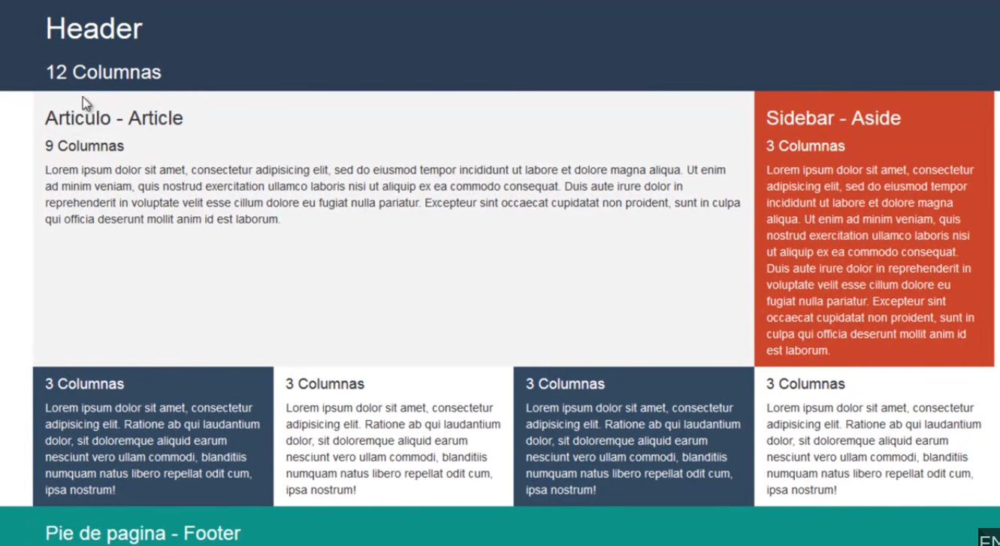 Header
12 Columnas
Articulo - Article
9 Columnas
Lorem ipsum dolor sit amet, consectetur adipisicing elit, sed do eiusmod tempor incididunt ut labore et dolore magna aliqua. Ut enim
ad minim veniam, quis nostrud exercitation ullamco laboris nisi ut aliquip ex ea commodo consequat. Duis aute irure dolor in
reprehenderit in voluptate velit esse cillum dolore eu fugiat nulla pariatur. Excepteur sint occaecat cupidatat non proident, sunt in culpa
qui officia deserunt mollit anim id est laborum.
Sidebar - Aside
3 Columnas
Lorem ipsum dolor sit amet, consectetur
adipisicing elit, sed do eiusmod tempor
incididunt ut labore et dolore magna
aliqua. Ut enim ad minim veniam, quis
nostrud exercitation ullamco laboris nisi
ut aliquip ex ea commodo consequat.
Duis aute irure dolor in reprehenderit in
voluptate velit esse cillum dolore eu
fugiat nulla pariatur. Excepteur sint
occaecat cupidatat non proident, sunt in
culpa qui officia deserunt mollit anim id
est laborum.
3 Columnas
Lorem ipsum dolor sit amet, consectetur
adipisicing elit. Ratione ab qui laudantium
dolor, sit doloremque aliquid earum
nesciunt vero ullam commodi, blanditiis
numquam natus libero repellat odit cum,
ipsa nostrum!
3 Columnas
Lorem ipsum dolor sit amet, consectetur
adipisicing elit. Ratione ab qui laudantium
dolor, sit doloremque aliquid earum
nesciunt vero ullam commodi, blanditiis
numquam natus libero repellat odit cum,
ipsa nostrum!
3 Columnas
Lorem ipsum dolor sit amet, consectetur
adipisicing elit. Ratione ab qui laudantium
dolor, sit doloremque aliquid earum
nesciunt vero ullam commodi, blanditiis
numquam natus libero repellat odit cum,
ipsa nostrum!
3 Columnas
Lorem ipsum dolor sit amet, consectetur
adipisicing elit. Ratione ab qui laudantium
dolor, sit doloremque aliquid earum
nesciunt vero ullam commodi, blanditiis
numquam natus libero repellat odit cum,
ipsa nostrum!
Pie de pagina - Footer